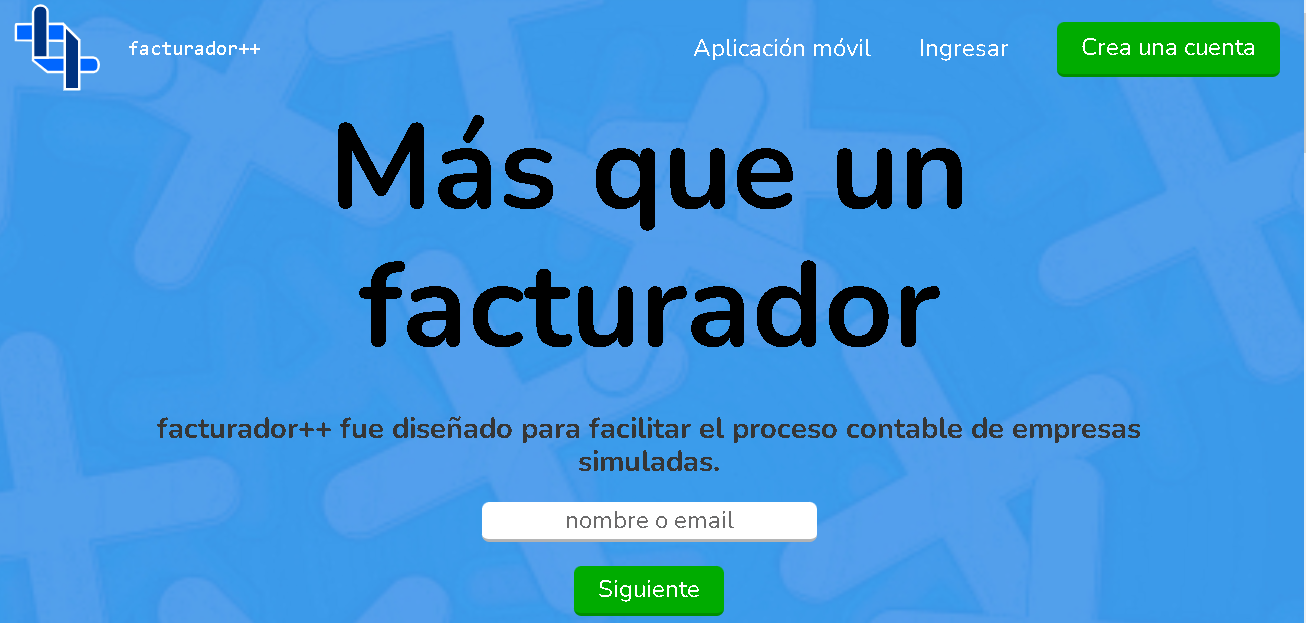 facturador++
Aplicación móvil
Ingresar
Crea una cuenta
Más que un
facturador
facturador++ fue diseñado para facilitar el proceso contable de empresas
simuladas.
nombre o email
Siguiente